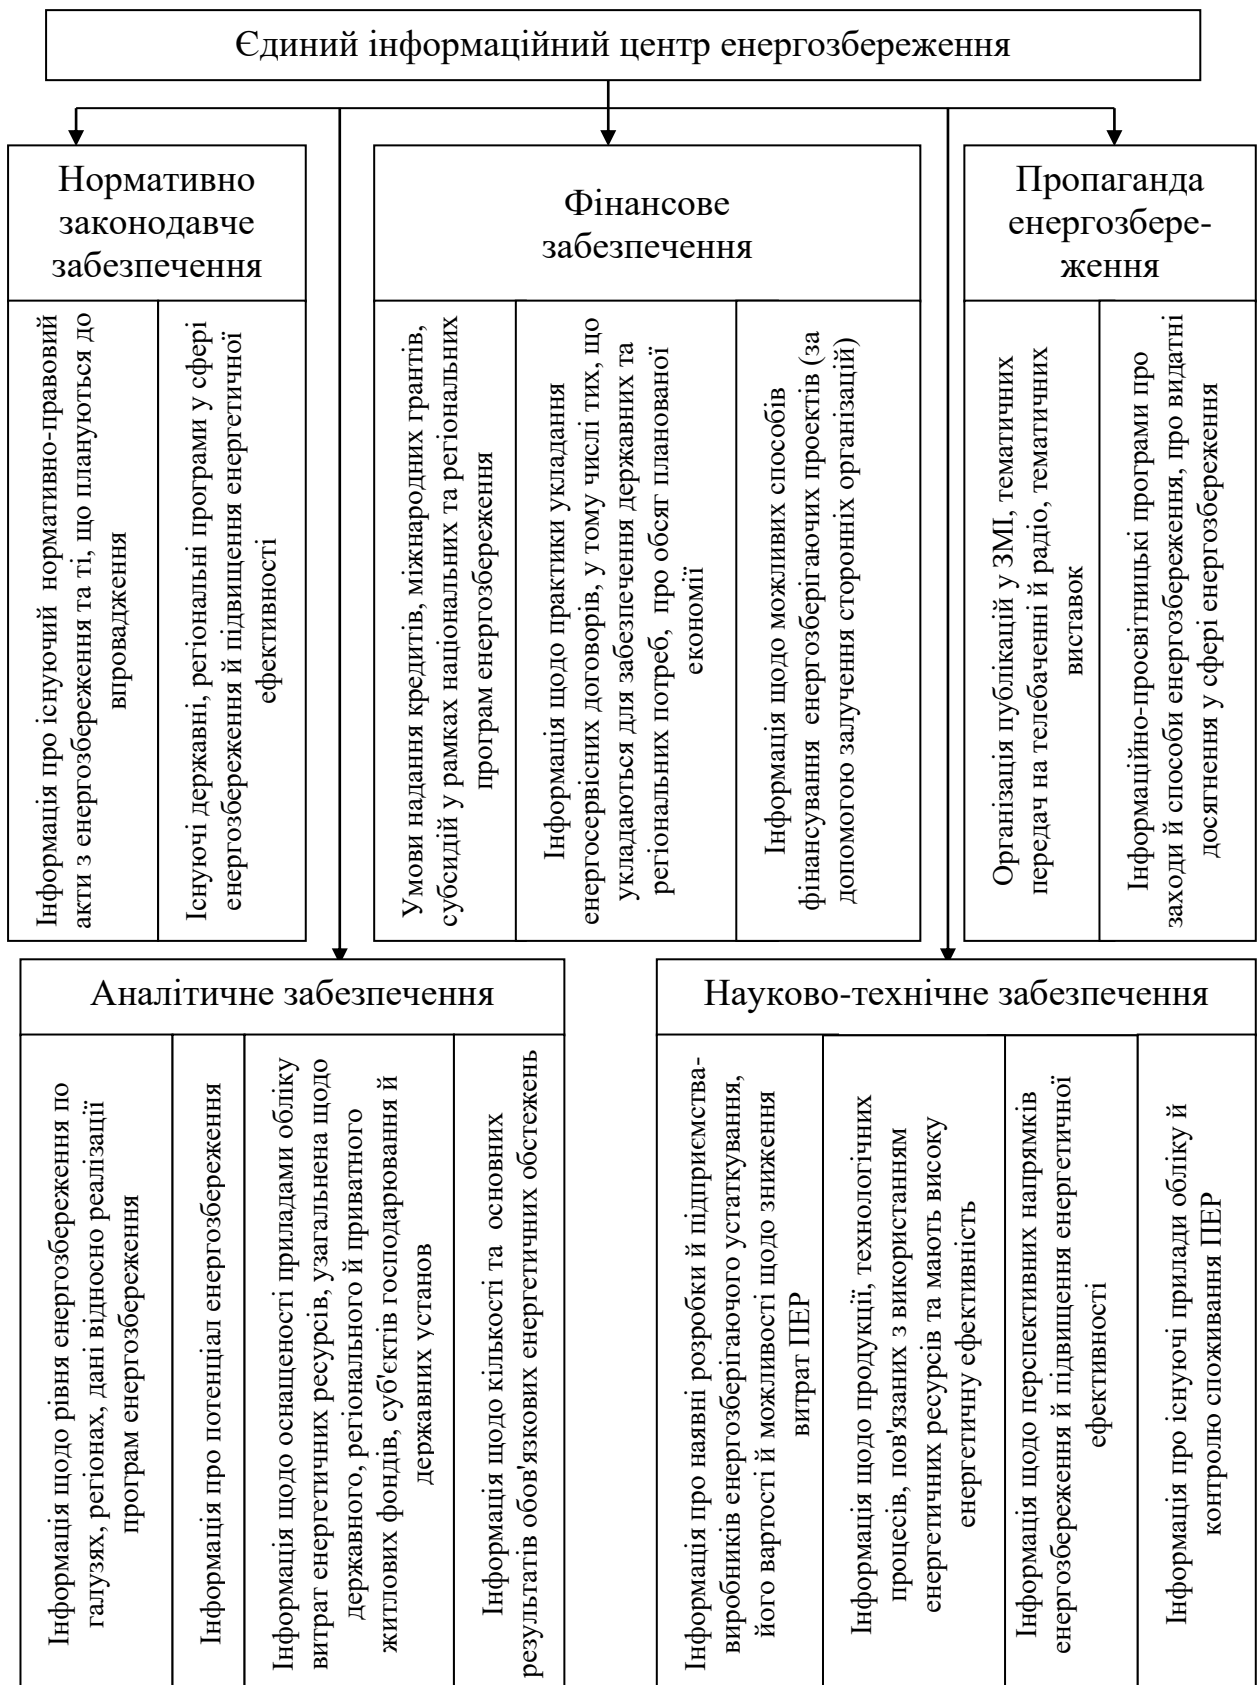 Єдиний інформаційний центр енергозбереження
Нормативно
законодавче
забезпечення
Інформація про існуючий нормативно-правовий
акти з енергозбереження та ті, що плануються до
впровадження
Існуючі державні, регіональні програми у сфері
енергозбереження й підвищення енергетичної
ефективності
Фінансове
забезпечення
Умови надання кредитів, міжнародних грантів,
субсидій у рамках національних та регіональних
програм енергозбереження
Інформація щодо практики укладання
енергосервісних договорів, у тому числі тих, що
укладаються для забезпечення державних та
регіональних потреб, про обсяг планованої
економії
Інформація щодо можливих способів
фінансування енергозберігаючих проектів (за
допомогою залучення сторонніх організацій)
Пропаганда
енергозбере-
ження
Організація публікацій у ЗМІ, тематичних
передач на телебаченні й радіо, тематичних
виставок
Інформаційно-просвітницькі програми про
заходи й способи енергозбереження, про видатні
досягнення у сфері енергозбереження
Аналітичне забезпечення
Інформація щодо рівня енергозбереження по
галузях, регіонах, дані відносно реалізації
програм енергозбереження
Інформація про потенціал енергозбереження
Інформація щодо оснащеності приладами обліку
витрат енергетичних ресурсів, узагальнена щодо
державного, регіонального й приватного
житлових фондів, суб'єктів господарювання й
державних установ
Інформація щодо кількості та основних
результатів обов'язкових енергетичних обстежень
Науково-технічне забезпечення
Інформація про наявні розробки й підприємства-
виробників енергозберігаючого устаткування,
його вартості й можливості щодо зниження
витрат ПЕР
Інформація щодо продукції, технологічних
процесів, пов'язаних з використанням
енергетичних ресурсів та мають високу
енергетичну ефективність
Інформація щодо перспективних напрямків
енергозбереження й підвищення енергетичної
ефективності
Інформація про існуючі прилади обліку й
контролю споживання ПЕР